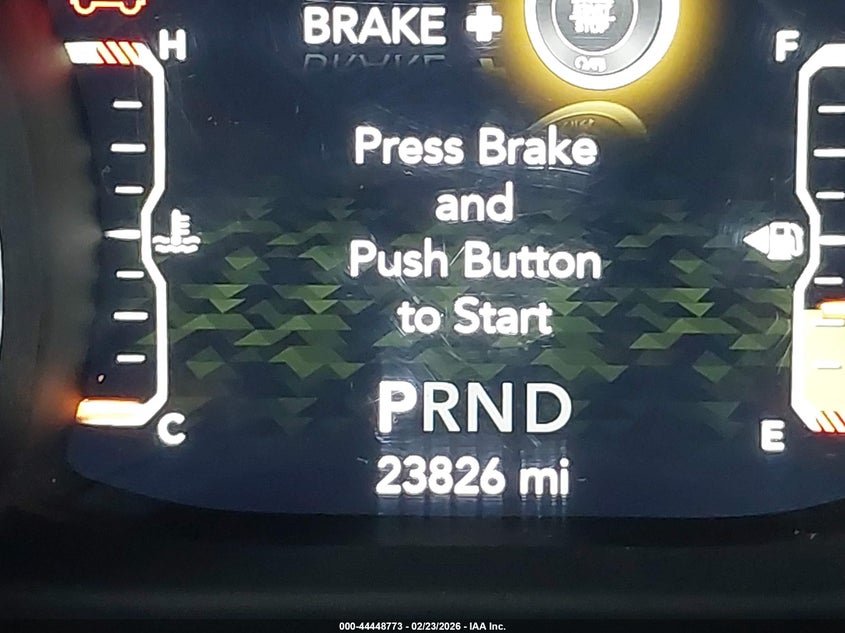 BRAKE +
H
F
Press Brake
and
Push Button
to Start
PRND
C
E
23826 mi
000-44448773 - 02/23/2026 - IAA Inc.